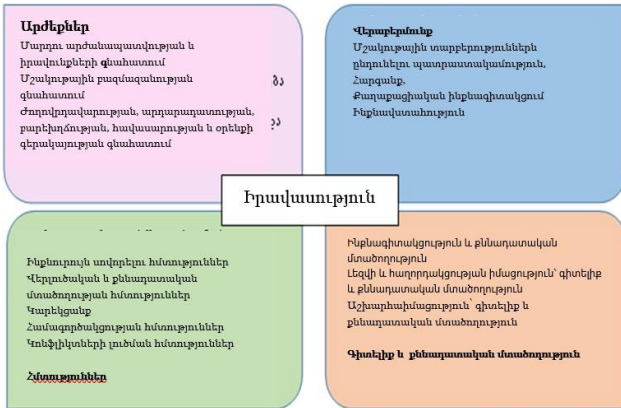 Արժեքներ
Մարդու արժանապատվության և
իրավունքների գնահատում
Մշակութային բազմազանության
գնահատում
Ժողովրդավարության, արդարադատության,
բարեխղճության, հավասարության և օրենքի
գերակայության գնահատում
Վերաբերմունք
Մշակութային տարբերություններն
ընդունելու պատրաստակամություն,
Հարգանք,
Քաղաքացիական ինքնագիտակցում
Ինքնավստահություն
Իրավասություն
Ինքնուրույն սովորելու հմտություններ
Վերլուծական և քննադատական
մտածողության հմտություններ
Կարեկցանք
Համագործակցության հմտություններ
Կոնֆլիկտների լուծման հմտություններ
Հմտություններ
Ինքնագիտակցություն և քննադատական
մտածողություն
Լեզվի և հաղորդակցության իմացություն՝ գիտելիք
և քննադատական մտածողություն
Աշխարհաիմացություն՝ գիտելիք և
քննադատական մտածողություն
Գիտելիք և քննադատական մտածողություն